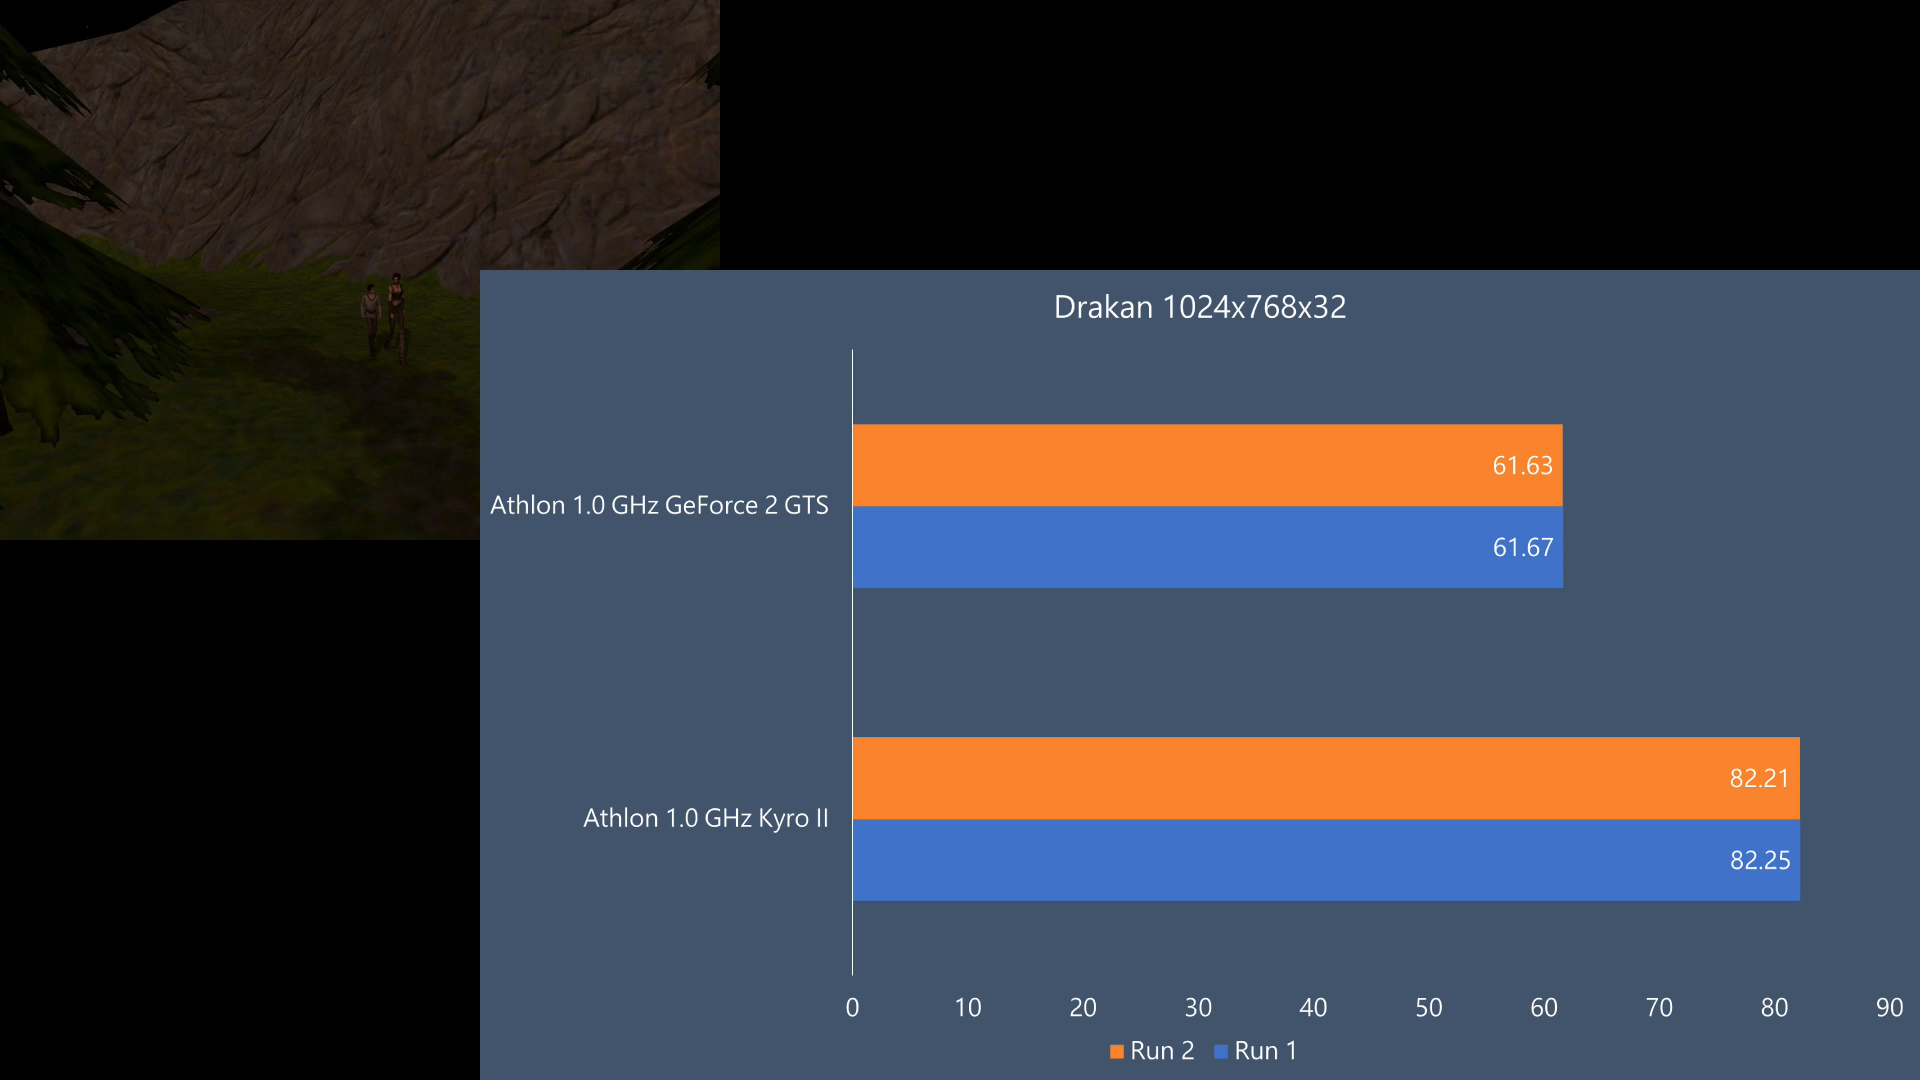 Drakan 1024x768x32
61.63
Athlon 1.0 GHz GeForce 2 GTS
61.67
82.21
Athlon 1.0 GHz Kyro II
82.25
0 10 20 30 40 50 60 70 80 90
Run 2 Run 1